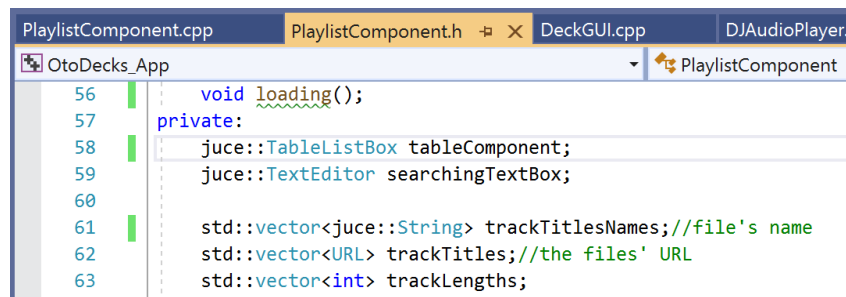 PlaylistComponent.cpp PlaylistComponent.h DeckGUI.cpp DJAudioPlayer.
OtoDecks_App PlaylistComponent
56 void loading();
57 private:
58 juce::TableListBox tableComponent;
59 juce::TextEditor searchingTextBox;
60
61 std::vector<juce::String> trackTitlesNames;//file's name
62 std::vector<URL> trackTitles;//the files' URL
63 std::vector<int> trackLengths;